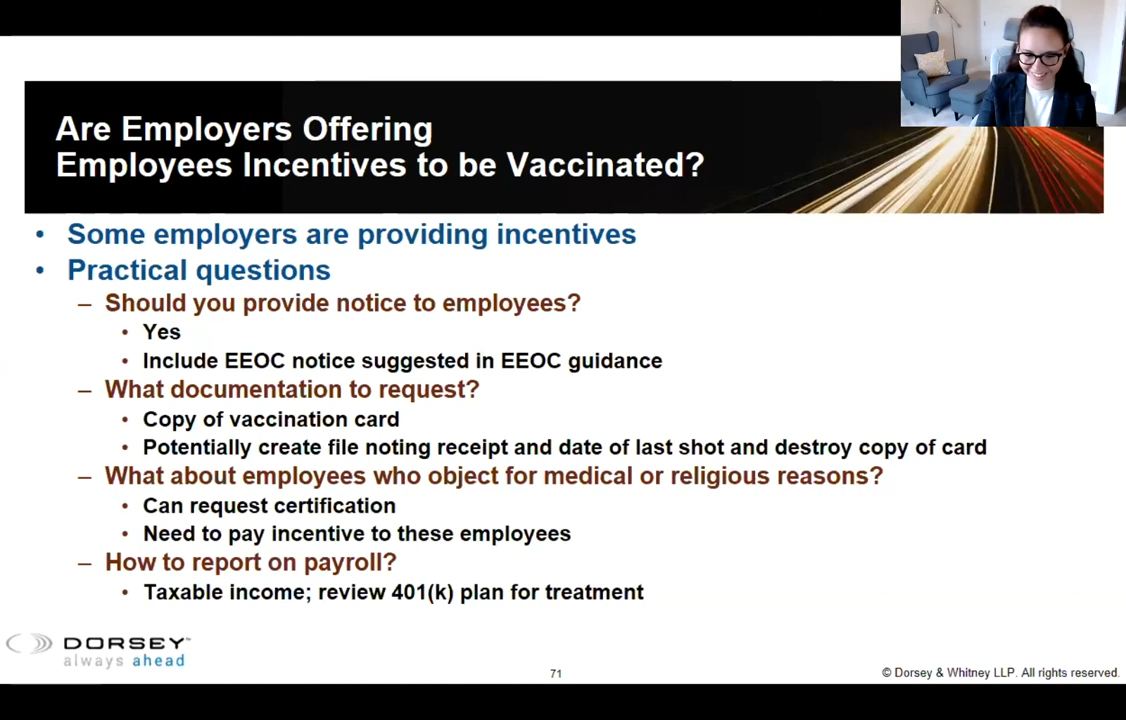 Are Employers Offering
Employees Incentives to be Vaccinated?
• Some employers are providing incentives
• Practical questions
– Should you provide notice to employees?
• Yes
• Include EEOC notice suggested in EEOC guidance
– What documentation to request?
• Copy of vaccination card
• Potentially create file noting receipt and date of last shot and destroy copy of card
– What about employees who object for medical or religious reasons?
• Can request certification
• Need to pay incentive to these employees
– How to report on payroll?
• Taxable income; review 401(k) plan for treatment
DORSEY™
always ahead
71
© Dorsey & Whitney LLP. All rights reserved.